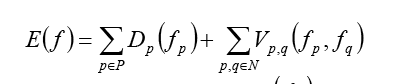 E(f) = ∑_{p∈P} D_p(f_p) + ∑_{p,q∈N} V_{p,q}(f_p, f_q)